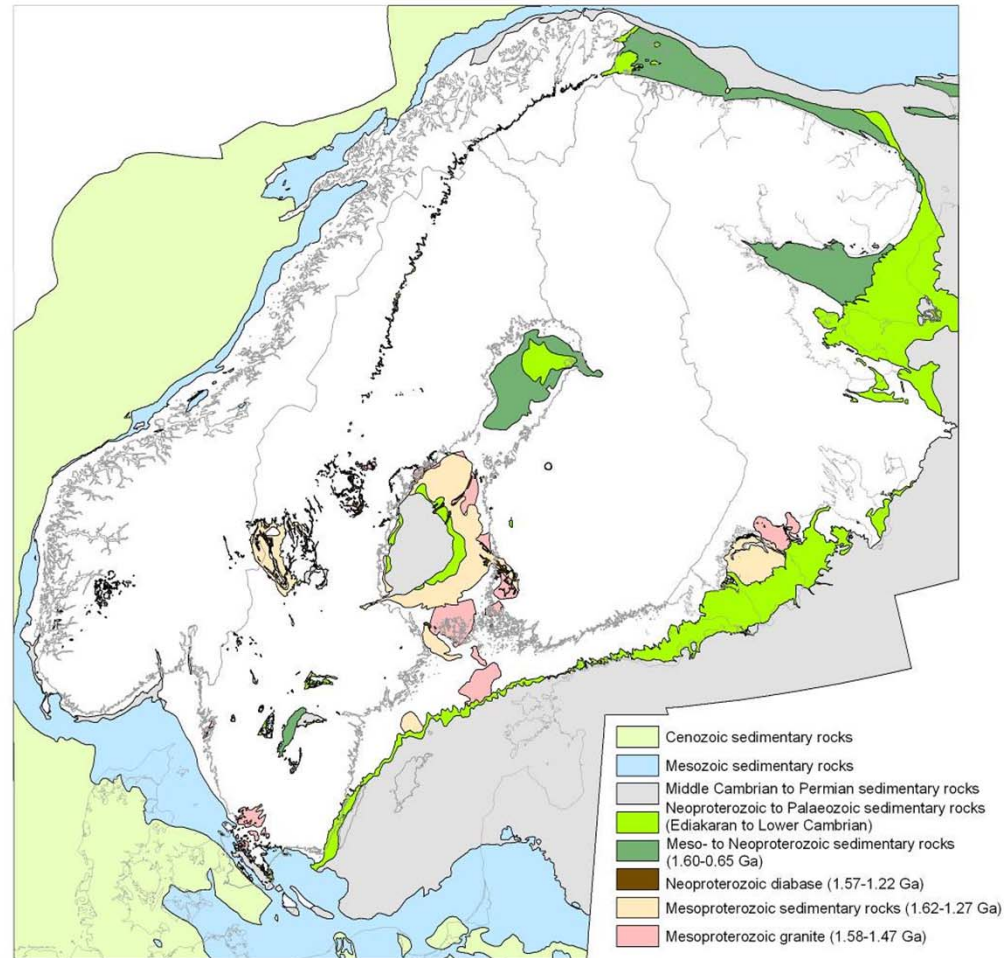 Cenozoic sedimentary rocks
Mesozoic sedimentary rocks
Middle Cambrian to Permian sedimentary rocks
Neoproterozoic to Palaeozoic sedimentary rocks
(Ediakaran to Lower Cambrian)
Meso- to Neoproterozoic sedimentary rocks
(1.60-0.65 Ga)
Neoproterozoic diabase (1.57-1.22 Ga)
Mesoproterozoic sedimentary rocks (1.62-1.27 Ga)
Mesoproterozoic granite (1.58-1.47 Ga)